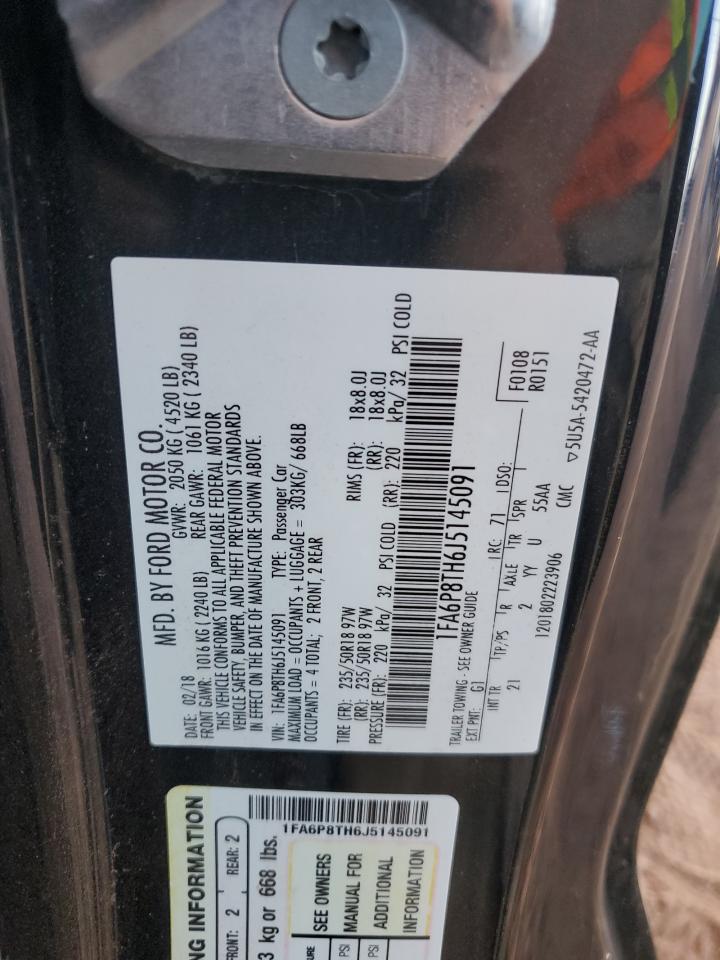 MFD. BY FORD MOTOR CO.
DATE: 02/18 GVWR: 2050 KG ( 4520 LB)
FRONT GAWR: 1016 KG ( 2240 LB) REAR GAWR: 1061 KG ( 2340 LB)
THIS VEHICLE CONFORMS TO ALL APPLICABLE FEDERAL MOTOR
VEHICLE SAFETY, BUMPER, AND THEFT PREVENTION STANDARDS
IN EFFECT ON THE DATE OF MANUFACTURE SHOWN ABOVE.
VIN: 1FA6P8TH6J5145091 TYPE: Passenger Car
MAXIMUM LOAD = OCCUPANTS + LUGGAGE = 303KG/ 668LB
OCCUPANTS = 4 TOTAL; 2 FRONT, 2 REAR
TIRE (FR): 235/50R18 97W RIMS (FR): 18x8.0J
(RR): 235/50R18 97W (RR): 18x8.0J
PRESSURE (FR): 220 kPa/ 32 PSI COLD (RR): 220 kPa/ 32 PSI COLD
1FA6P8TH6J5145091
TRAILER TOWING - SEE OWNER GUIDE
EXT PNT: G1 RC: 71 DSO: F0108
R0151
INT TR TP/PS R AXLE TR SPR
21 2 YY U 55AA
1201802223906 CMC ▽5U5A-5420472-AA
NG INFORMATION
FRONT: 2 REAR: 2
3 kg or 668 lbs.
1FA6P8TH6J5145091
SURE SEE OWNERS
PSI MANUAL FOR
PSI ADDITIONAL
INFORMATION